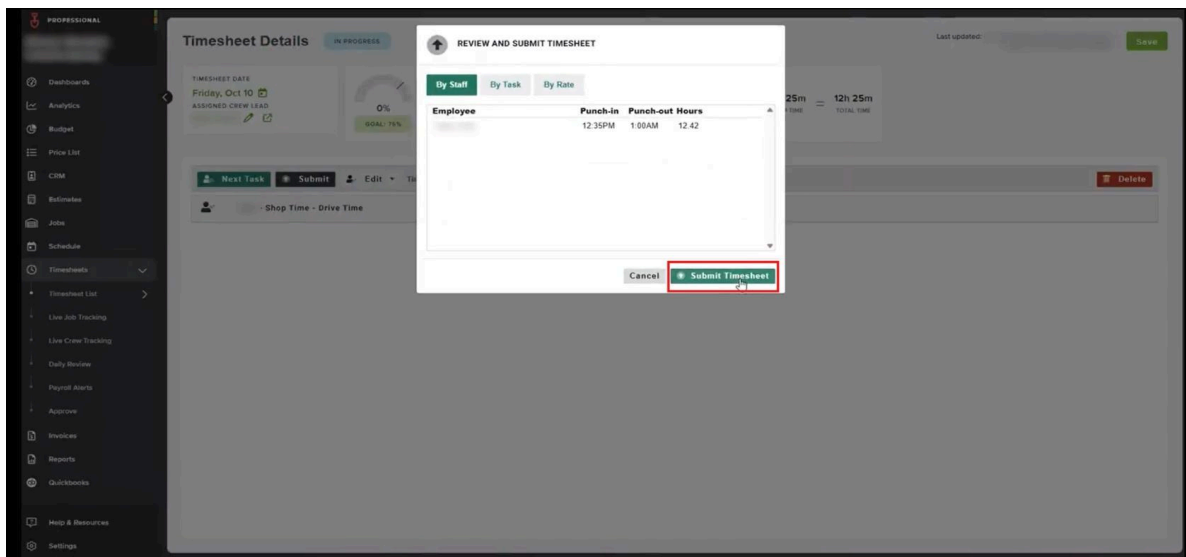 PROFESSIONAL
Dashboards
Analytics
Budget
Price List
CRM
Estimates
Jobs
Schedule
Timesheets
Timesheet List
Live Job Tracking
Live Crew Tracking
Daily Review
Payroll Alerts
Approve
Invoices
Reports
Quickbooks
Help & Resources
Settings
Timesheet Details IN PROGRESS
Last updated:
Save
TIMESHEET DATE
Friday, Oct 10
ASSIGNED CREW LEAD
0%
GOAL: 75%
25m = 12h 25m
TIME TOTAL TIME
Next Task Submit Edit
Delete
- Shop Time - Drive Time
REVIEW AND SUBMIT TIMESHEET
By Staff By Task By Rate
Employee Punch-in Punch-out Hours
12:35PM 1:00AM 12.42
Cancel Submit Timesheet